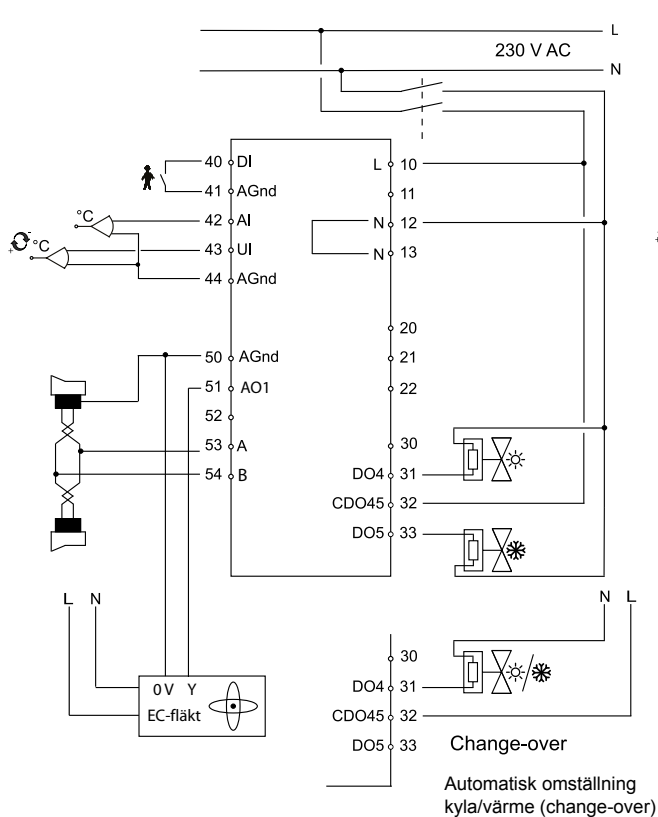 L
230 V AC
N
40 DI
L 10
41 AGnd
11
°C
42 AI
N 12
°C
43 UI
N 13
44 AGnd
20
50 AGnd
21
51 AO1
22
52
53 A
30
54 B
DO4 31
CDO45 32
DO5 33
L N
N L
0 V Y
EC-fläkt
30
DO4 31
CDO45 32
DO5 33
Change-over
Automatisk omställning
kyla/värme (change-over)